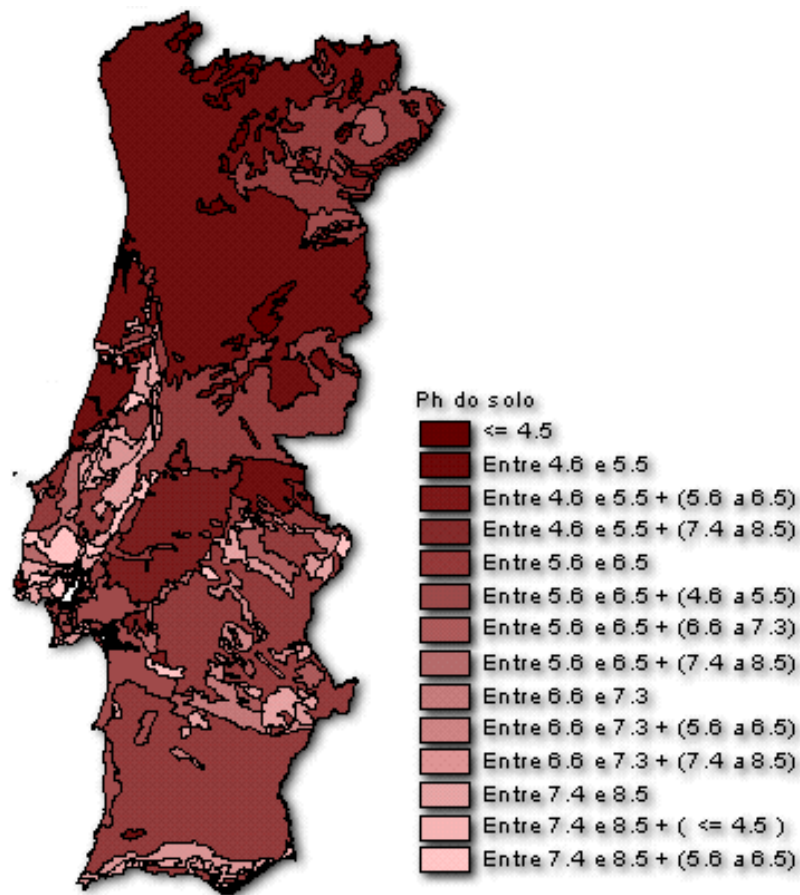 Ph do solo
<= 4.5
Entre 4.6 e 5.5
Entre 4.6 e 5.5 + (5.6 a 6.5)
Entre 4.6 e 5.5 + (7.4 a 8.5)
Entre 5.6 e 6.5
Entre 5.6 e 6.5 + (4.6 a 5.5)
Entre 5.6 e 6.5 + (6.6 a 7.3)
Entre 5.6 e 6.5 + (7.4 a 8.5)
Entre 6.6 e 7.3
Entre 6.6 e 7.3 + (5.6 a 6.5)
Entre 6.6 e 7.3 + (7.4 a 8.5)
Entre 7.4 e 8.5
Entre 7.4 e 8.5 + ( <= 4.5 )
Entre 7.4 e 8.5 + (5.6 a 6.5)